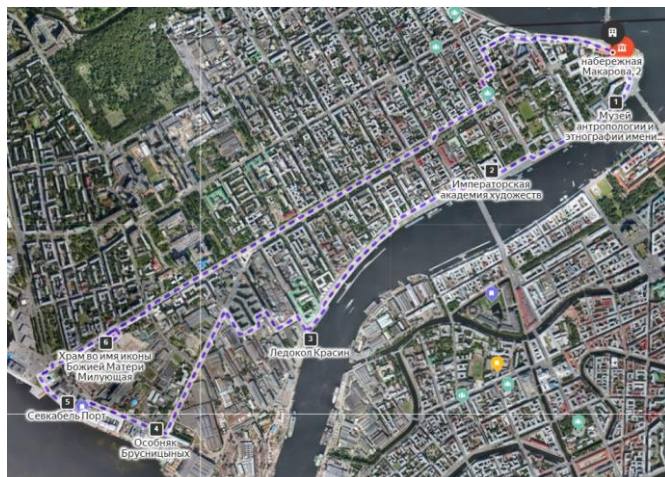 набережная
Макарова, 2
1
Музей
антропологии и
этнографии имени...
2
Императорская
академия художеств
3
Ледокол Красин
6
Храм во имя иконы
Божией Матери
Милующая
5
Севкабель Порт
4
Особняк
Брусницыных